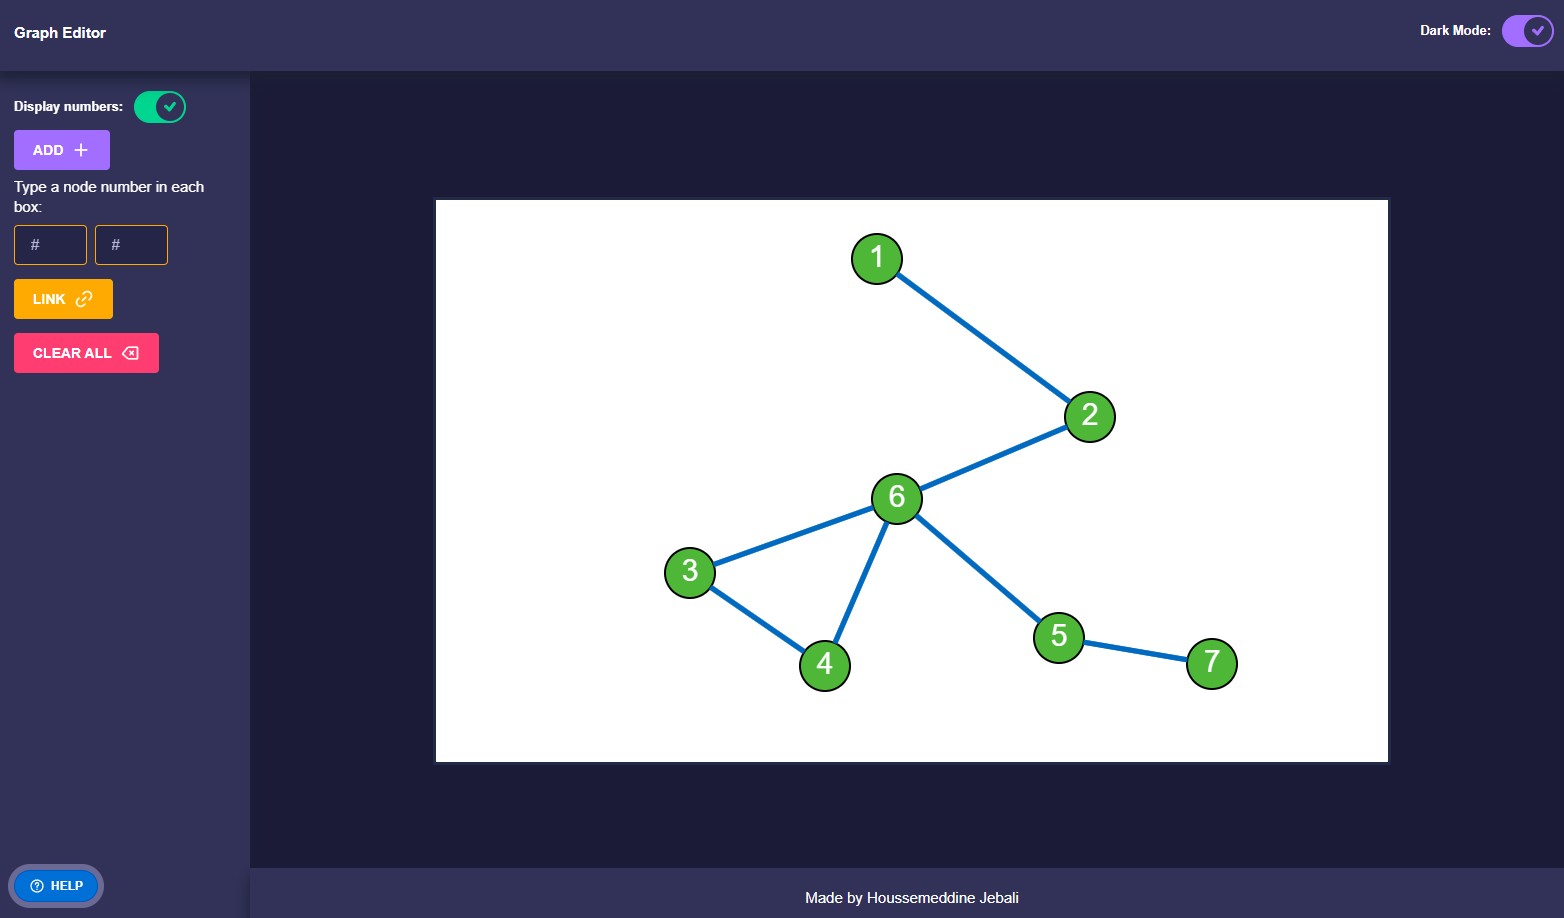 Graph Editor
Dark Mode:
Display numbers:
ADD
Type a node number in each
box:
# #
LINK
CLEAR ALL
1
2
6
3
5
7
4
HELP
Made by Houssemeddine Jebali